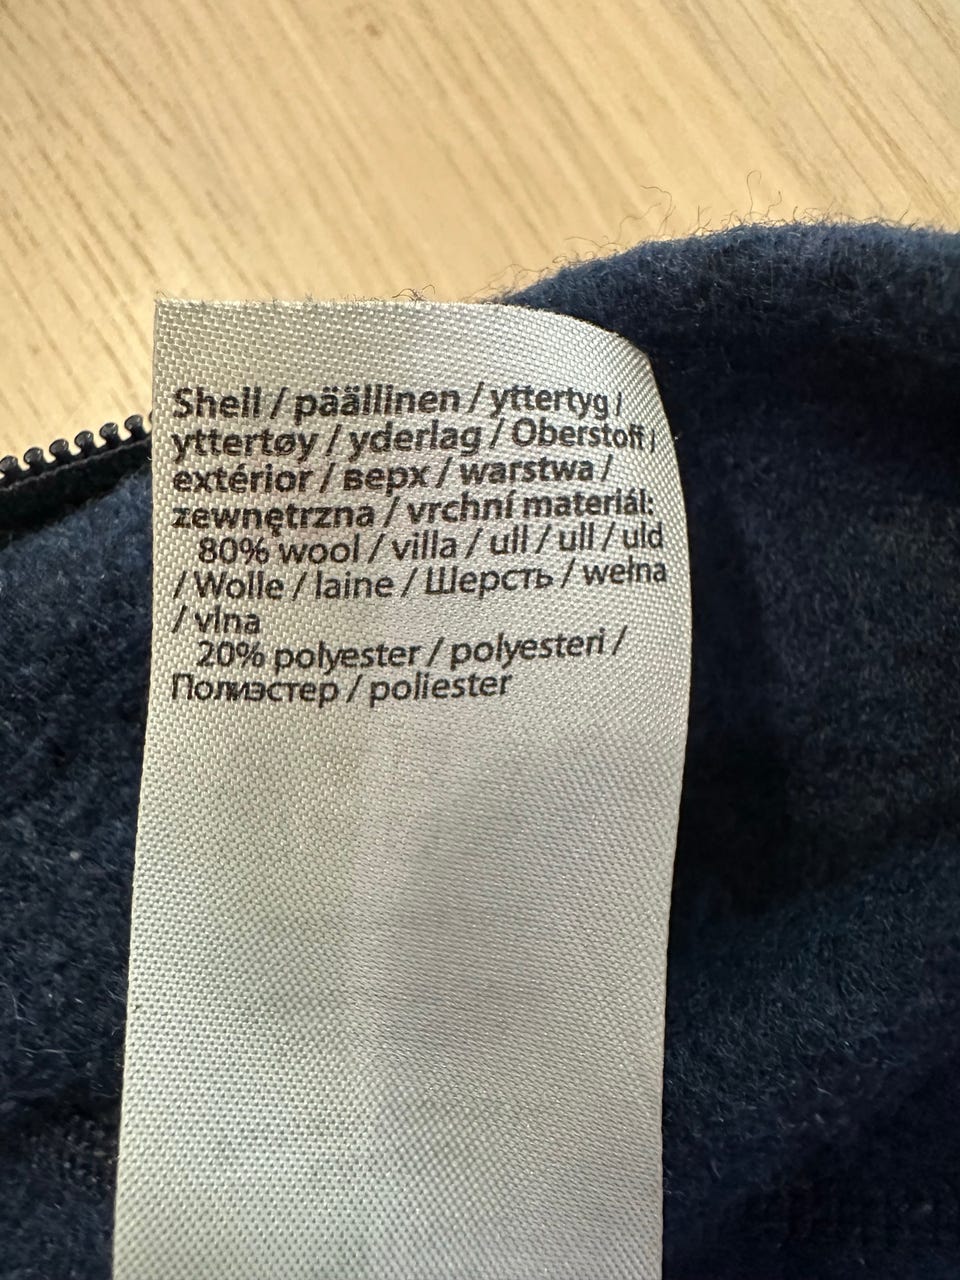 Shell / päällinen / yttertyg /
yttertøy / yderlag / Oberstoff /
extérior / верх / warstwa /
zewnętrzna / vrchní materiál:
80% wool / villa / ull / ull / uld
/ Wolle / laine / Шерсть / wełna
/ vlna
20% polyester / polyesteri /
Полиэстер / poliester